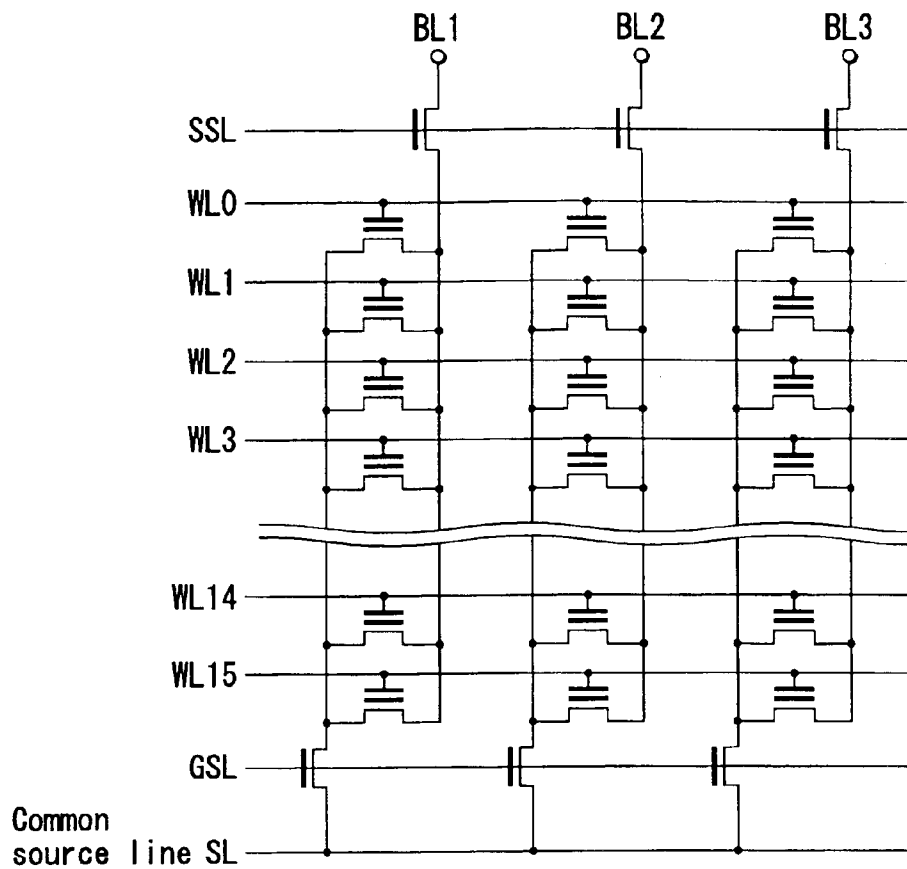 BL1 BL2 BL3
SSL
WL0
WL1
WL2
WL3
WL14
WL15
GSL
Common
source line SL